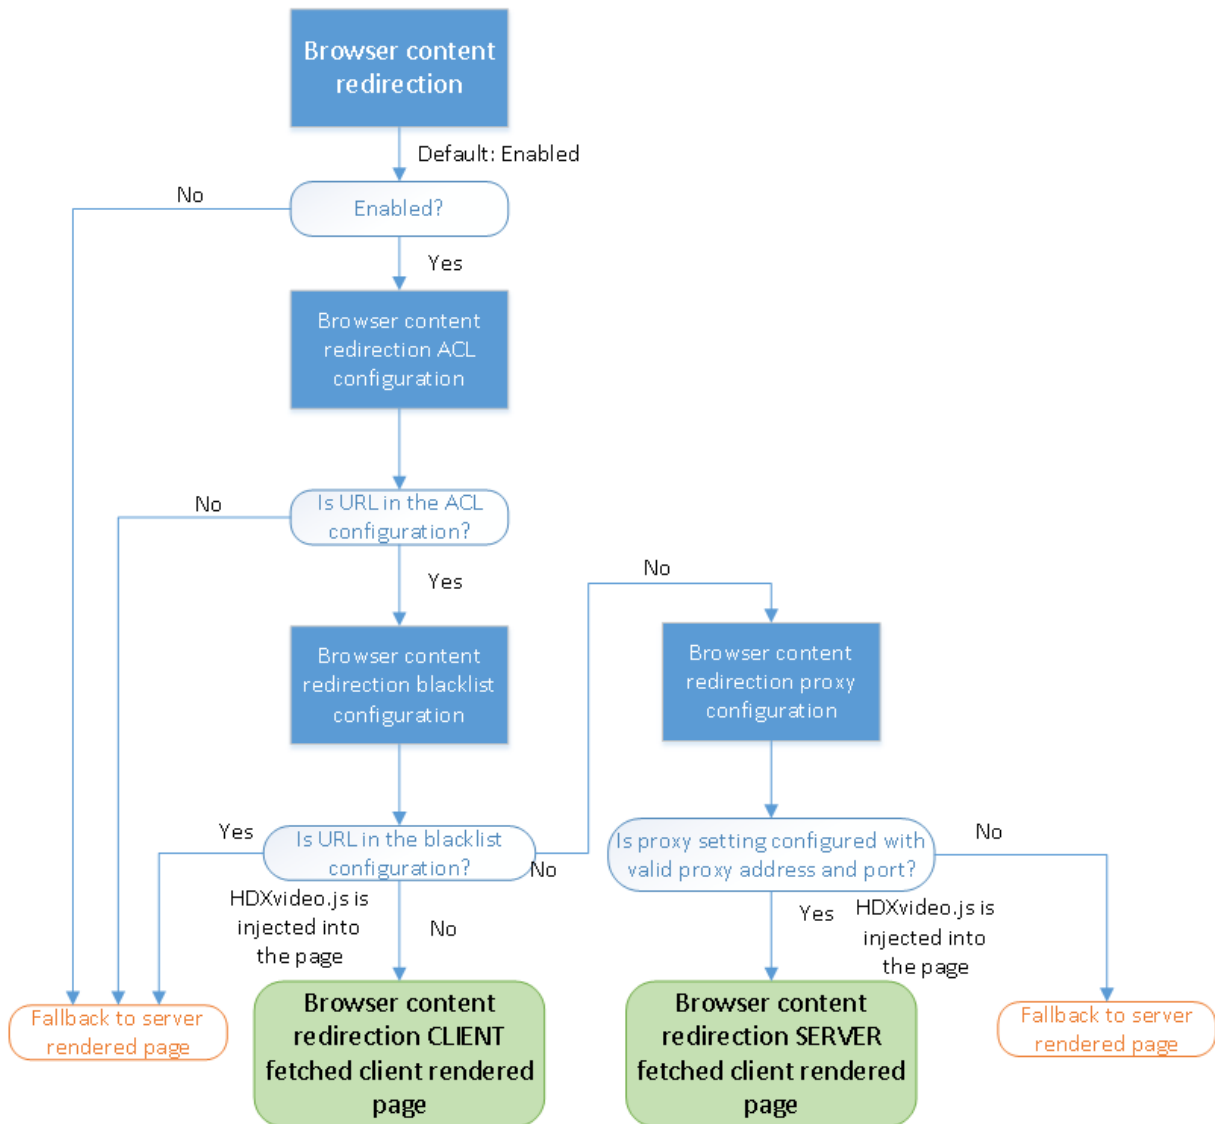 Browser content
redirection
Default: Enabled
No
Enabled?
Yes
Browser content
redirection ACL
configuration
No
Is URL in the ACL
configuration?
Yes
No
Browser content
redirection blacklist
configuration
Browser content
redirection proxy
configuration
Yes
Is URL in the blacklist
configuration?
No
Is proxy setting configured with
valid proxy address and port?
No
HDXvideo.js is
injected into
the page
No
Yes
HDXvideo.js is
injected into
the page
Fallback to server
rendered page
Browser content
redirection CLIENT
fetched client rendered
page
Browser content
redirection SERVER
fetched client rendered
page
Fallback to server
rendered page